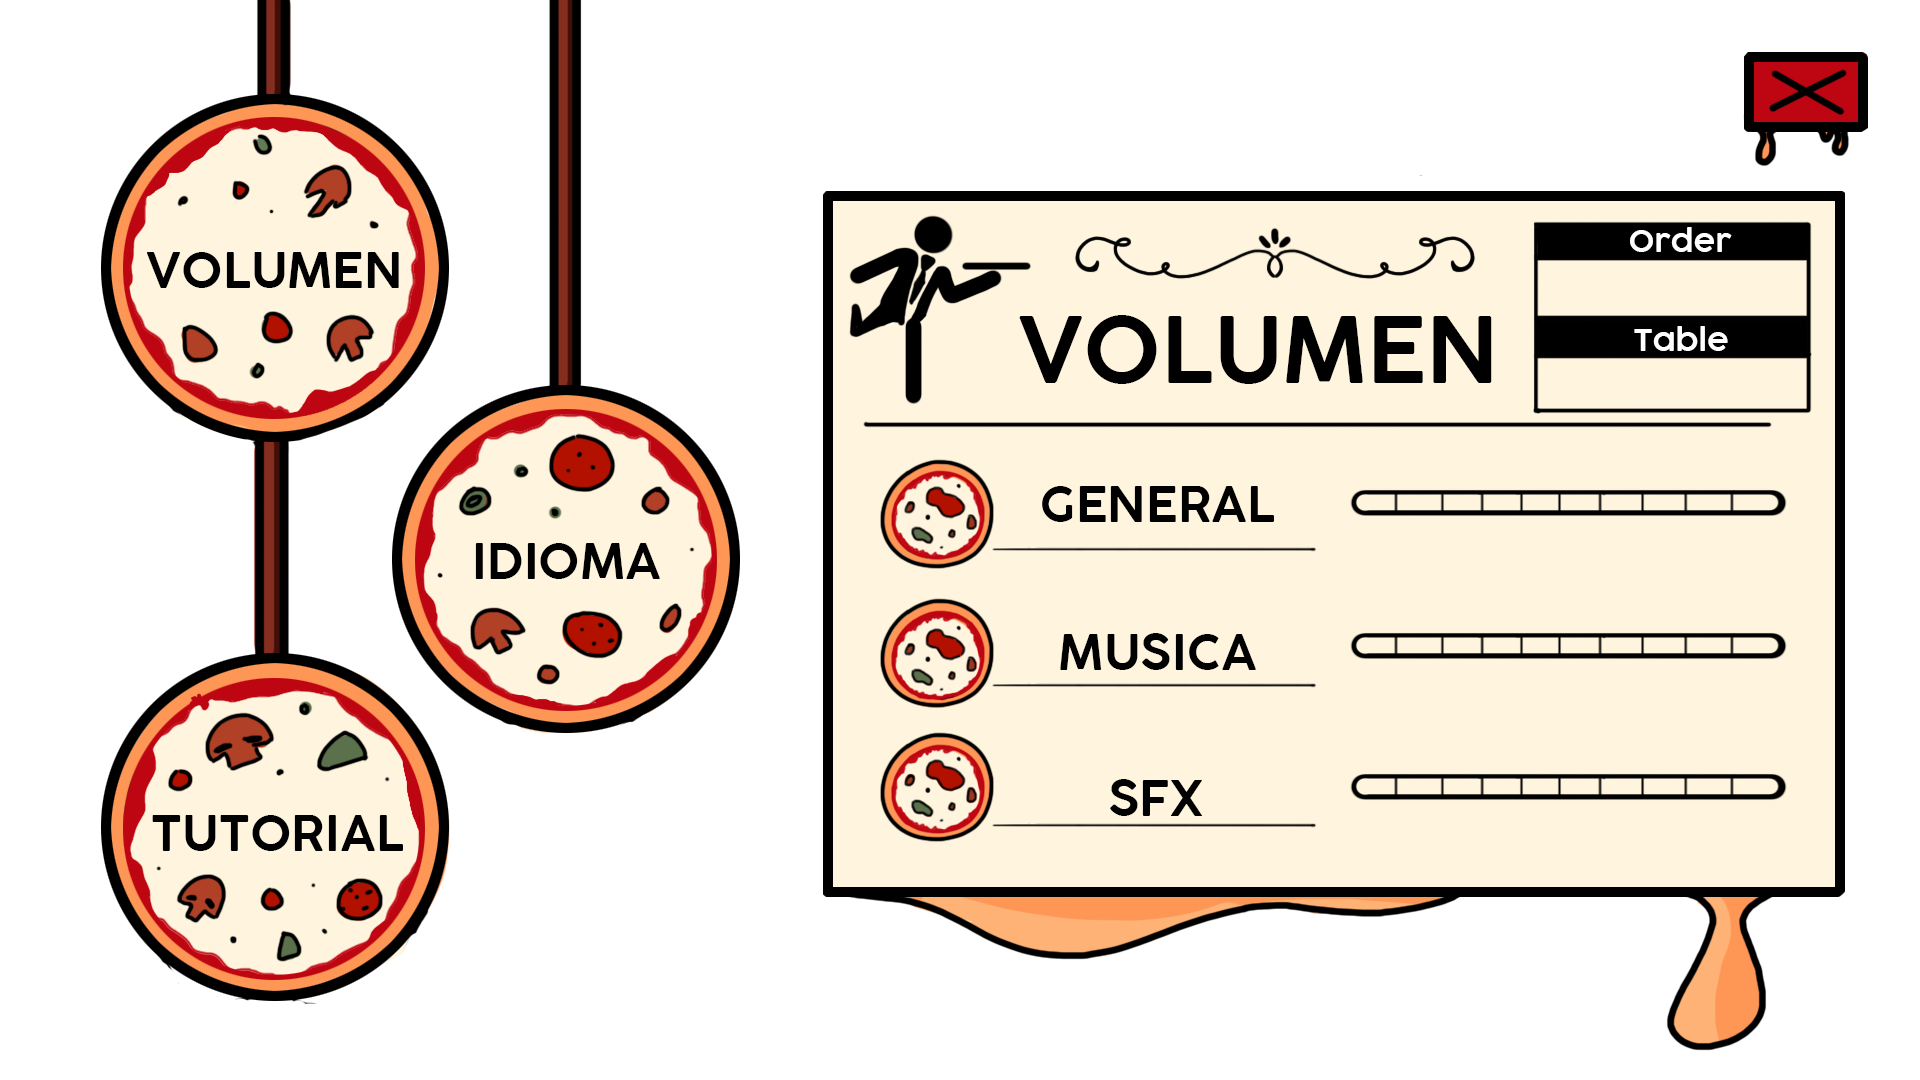 VOLUMEN
IDIOMA
TUTORIAL
Order
VOLUMEN
Table
GENERAL
MUSICA
SFX